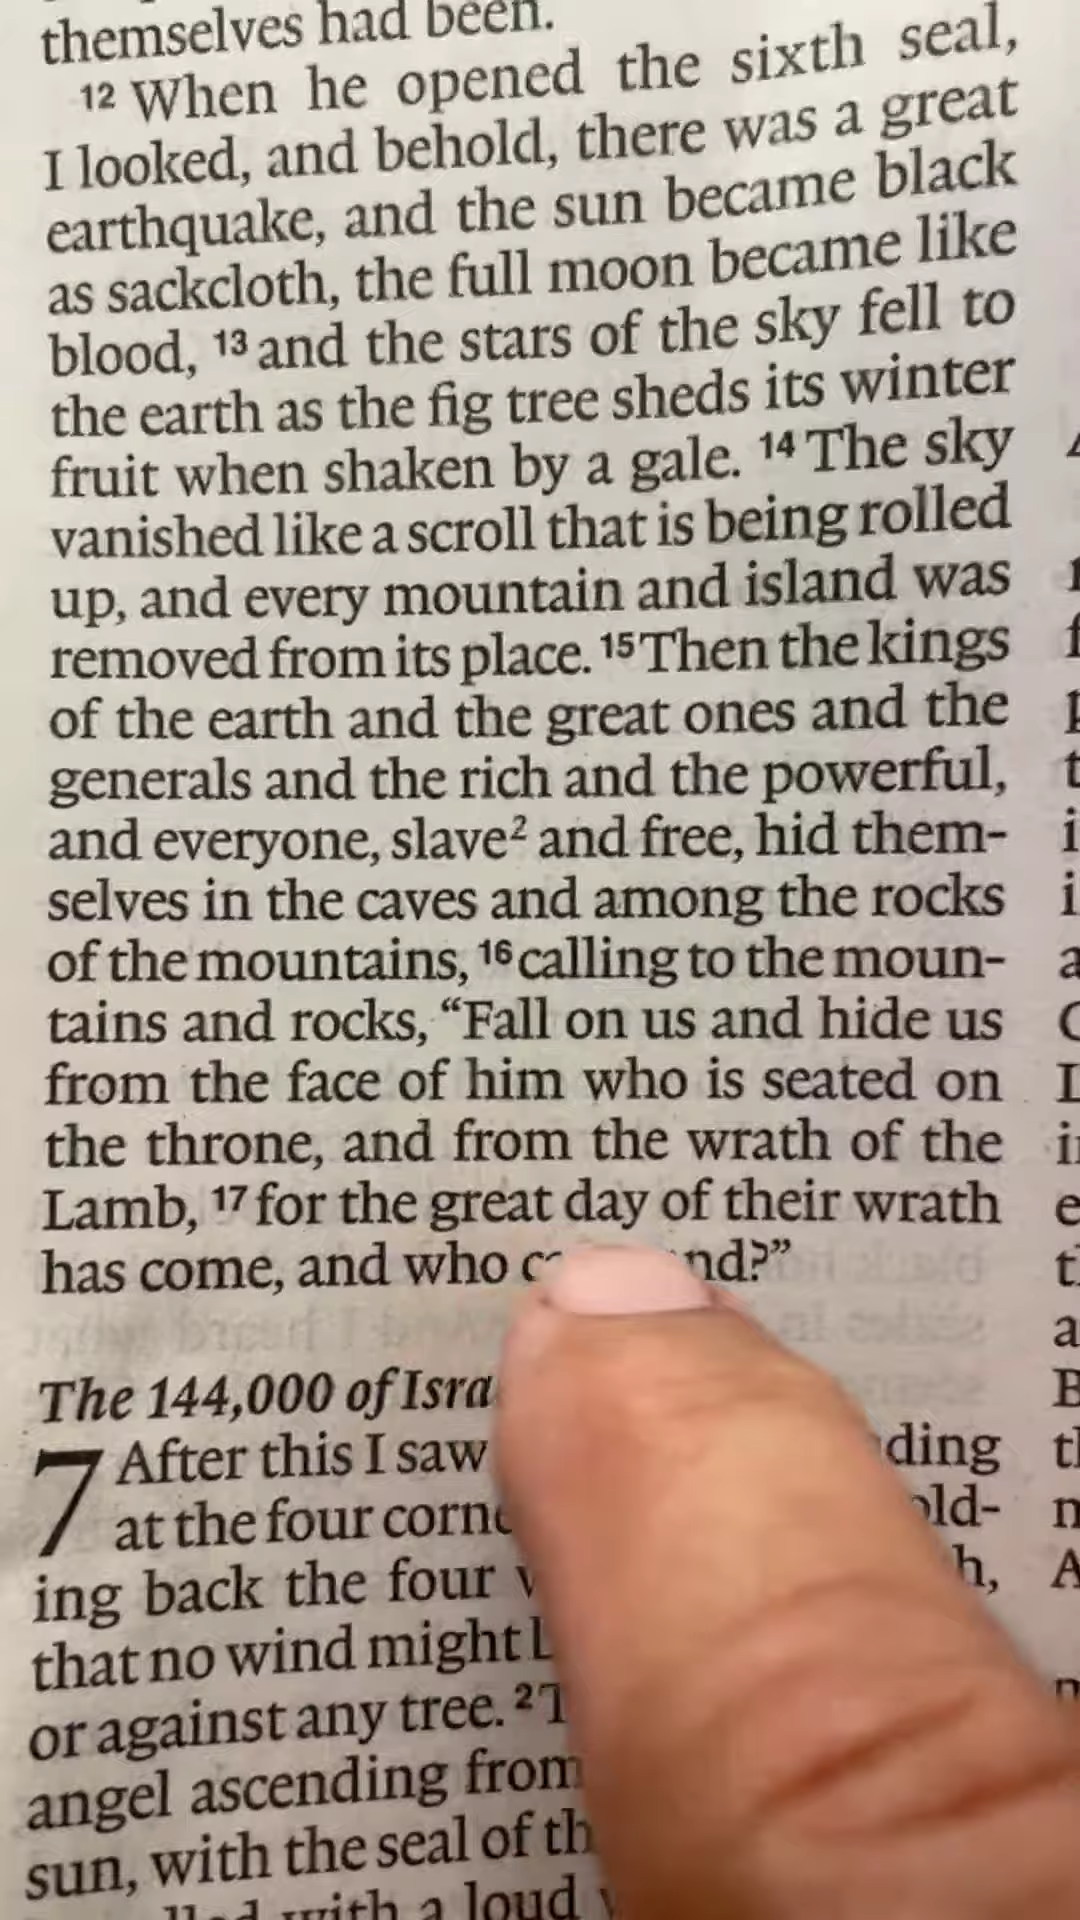 themselves had been.
12 When he opened the sixth seal,
I looked, and behold, there was a great
earthquake, and the sun became black
as sackcloth, the full moon became like
blood, 13 and the stars of the sky fell to
the earth as the fig tree sheds its winter
fruit when shaken by a gale. 14 The sky
vanished like a scroll that is being rolled
up, and every mountain and island was
removed from its place. 15 Then the kings
of the earth and the great ones and the
generals and the rich and the powerful,
and everyone, slave2 and free, hid them-
selves in the caves and among the rocks
of the mountains, 16 calling to the moun-
tains and rocks, “Fall on us and hide us
from the face of him who is seated on
the throne, and from the wrath of the
Lamb, 17 for the great day of their wrath
has come, and who
The 144,000 of
7 After this I saw
at the four
ing back the four
that no wind might
or against any tree. 2
angel ascending from
sun, with the seal of
with a loud